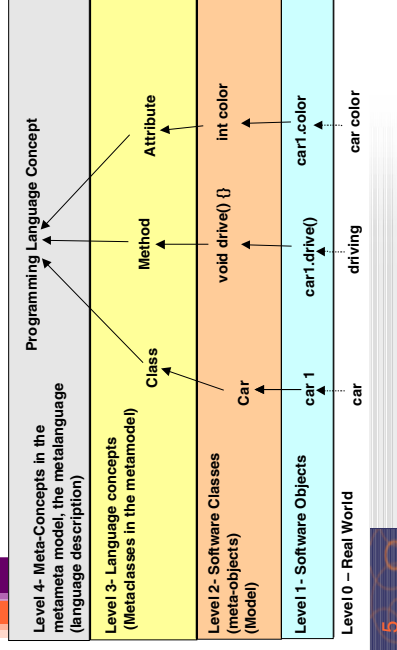 Level 4- Meta-Concepts in the
metameta model, the metalanguage
(language description)
Programming Language Concept
Level 3- Language concepts
(Metaclasses in the metamodel)
Class
Method
Attribute
Level 2- Software Classes
(meta-objects)
(Model)
Car
void drive() {}
int color
Level 1- Software Objects
car 1
car1.drive()
car1.color
Level 0 – Real World
car
driving
car color
5